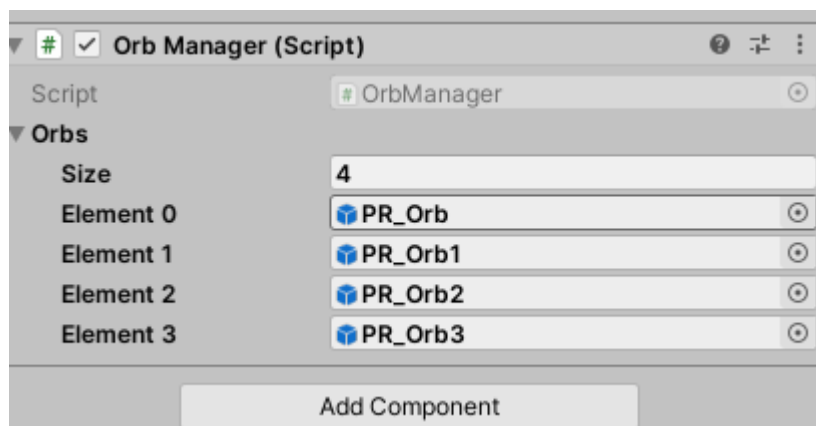 # Orb Manager (Script)
Script # OrbManager
Orbs
Size 4
Element 0 PR_Orb
Element 1 PR_Orb1
Element 2 PR_Orb2
Element 3 PR_Orb3
Add Component